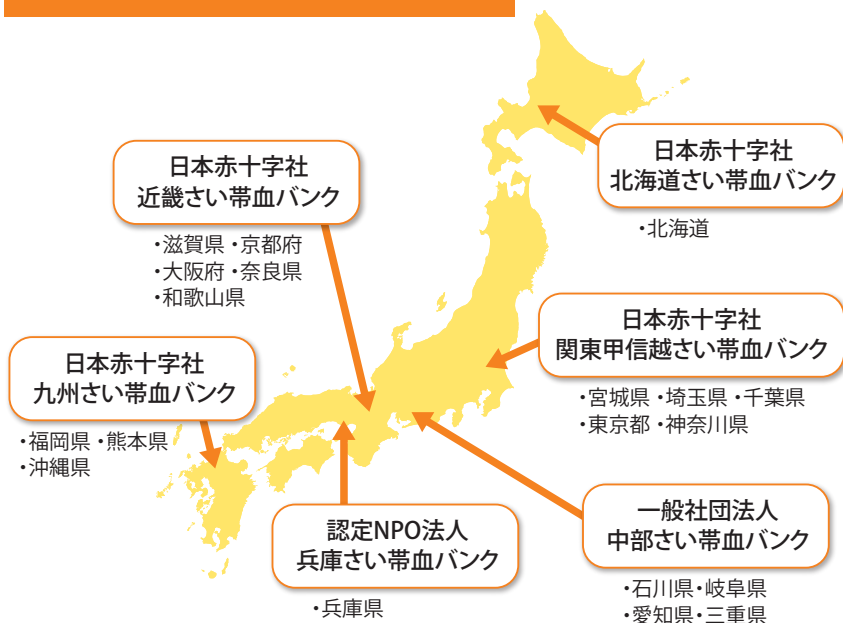 日本赤十字社
北海道さい帯血バンク
・北海道
日本赤十字社
近畿さい帯血バンク
・滋賀県・京都府
・大阪府・奈良県
・和歌山県
日本赤十字社
関東甲信越さい帯血バンク
・宮城県・埼玉県・千葉県
・東京都・神奈川県
日本赤十字社
九州さい帯血バンク
・福岡県・熊本県
・沖縄県
認定NPO法人
兵庫さい帯血バンク
・兵庫県
一般社団法人
中部さい帯血バンク
・石川県・岐阜県
・愛知県・三重県